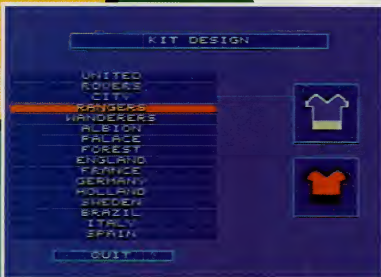 KIT DESIGN
UNITED
ROVERS
CITY
RANGERS
WANDERERS
ALBION
PALACE
FOREST
ENGLAND
FRANCE
GERMANY
HOLLAND
SWEDEN
BRAZIL
ITALY
SPAIN
QUIT